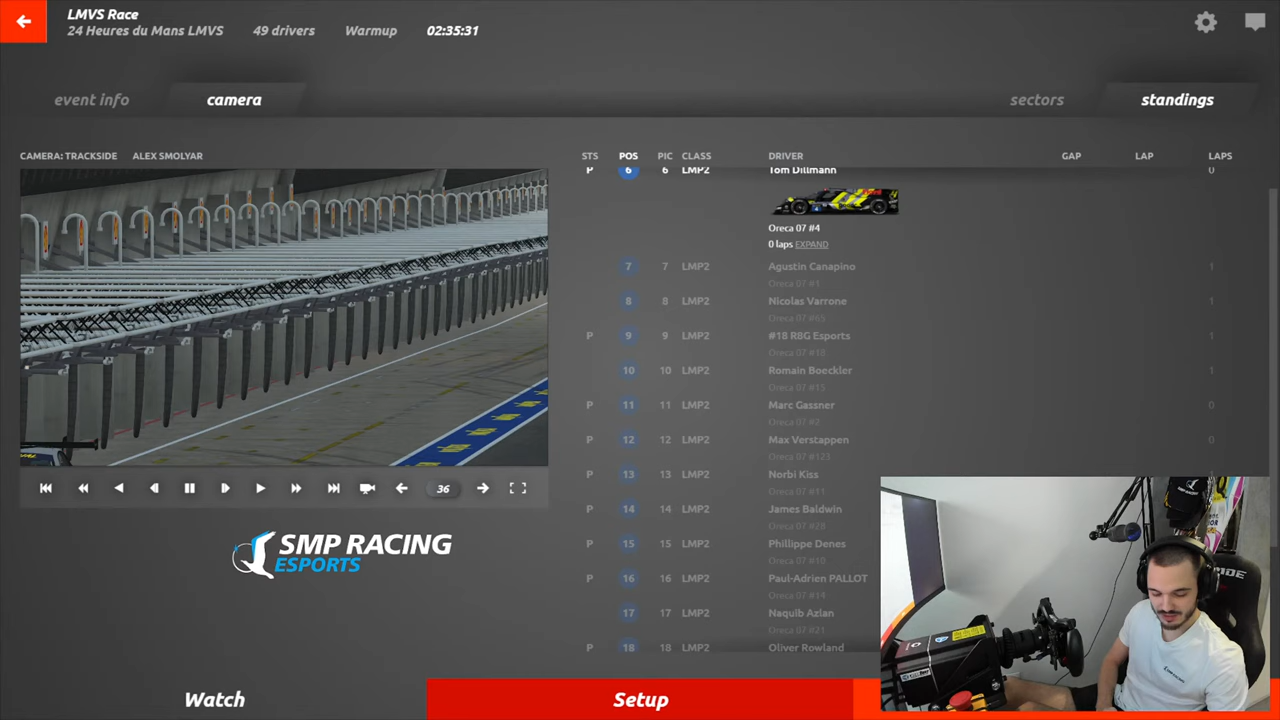 LMVS Race
24 Heures du Mans LMVS 49 drivers Warmup 02:35:31
event info camera sectors standings
CAMERA: TRACKSIDE ALEX SMOLYAR
STS POS PIC CLASS DRIVER GAP LAP LAPS
P 6 6 LMP2 Tom Dillmann 0
Oreca 07 #4
0 laps EXPAND
7 7 LMP2 Agustin Canapino 1
Oreca 07 #1
8 8 LMP2 Nicolas Varrone 1
Oreca 07 #65
P 9 9 LMP2 #18 R8G Esports 1
Oreca 07 #18
10 10 LMP2 Romain Boeckler 1
Oreca 07 #15
P 11 11 LMP2 Marc Gassner 0
Oreca 07 #2
P 12 12 LMP2 Max Verstappen 0
Oreca 07 #123
P 13 13 LMP2 Norbi Kiss
Oreca 07 #11
P 14 14 LMP2 James Baldwin
Oreca 07 #28
P 15 15 LMP2 Phillippe Denes
Oreca 07 #10
P 16 16 LMP2 Paul-Adrien PALLOT
Oreca 07 #14
17 17 LMP2 Naquib Azlan
Oreca 07 #21
P 18 18 LMP2 Oliver Rowland
36
SMP RACING
ESPORTS
Watch Setup